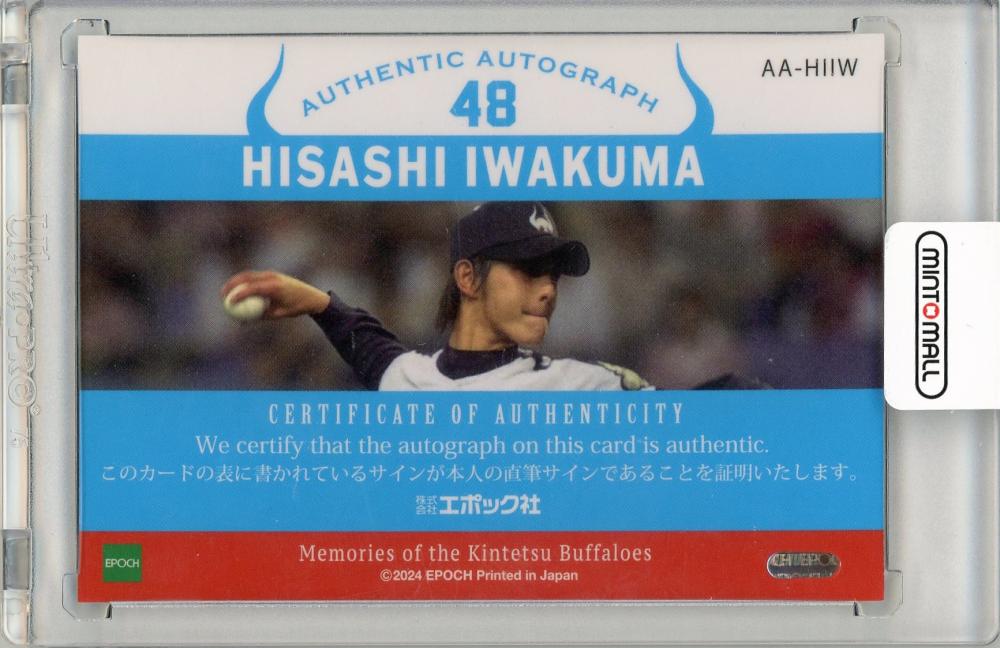 AUTHENTIC AUTOGRAPH
AA-HIIW
48
HISASHI IWAKUMA
CERTIFICATE OF AUTHENTICITY
We certify that the autograph on this card is authentic.
このカードの表に書かれているサインが本人の直筆サインであることを証明いたします。
株式会社エポック社
EPOCH
Memories of the Kintetsu Buffaloes
©2024 EPOCH Printed in Japan
MINT MALL
Ultra·PRO®